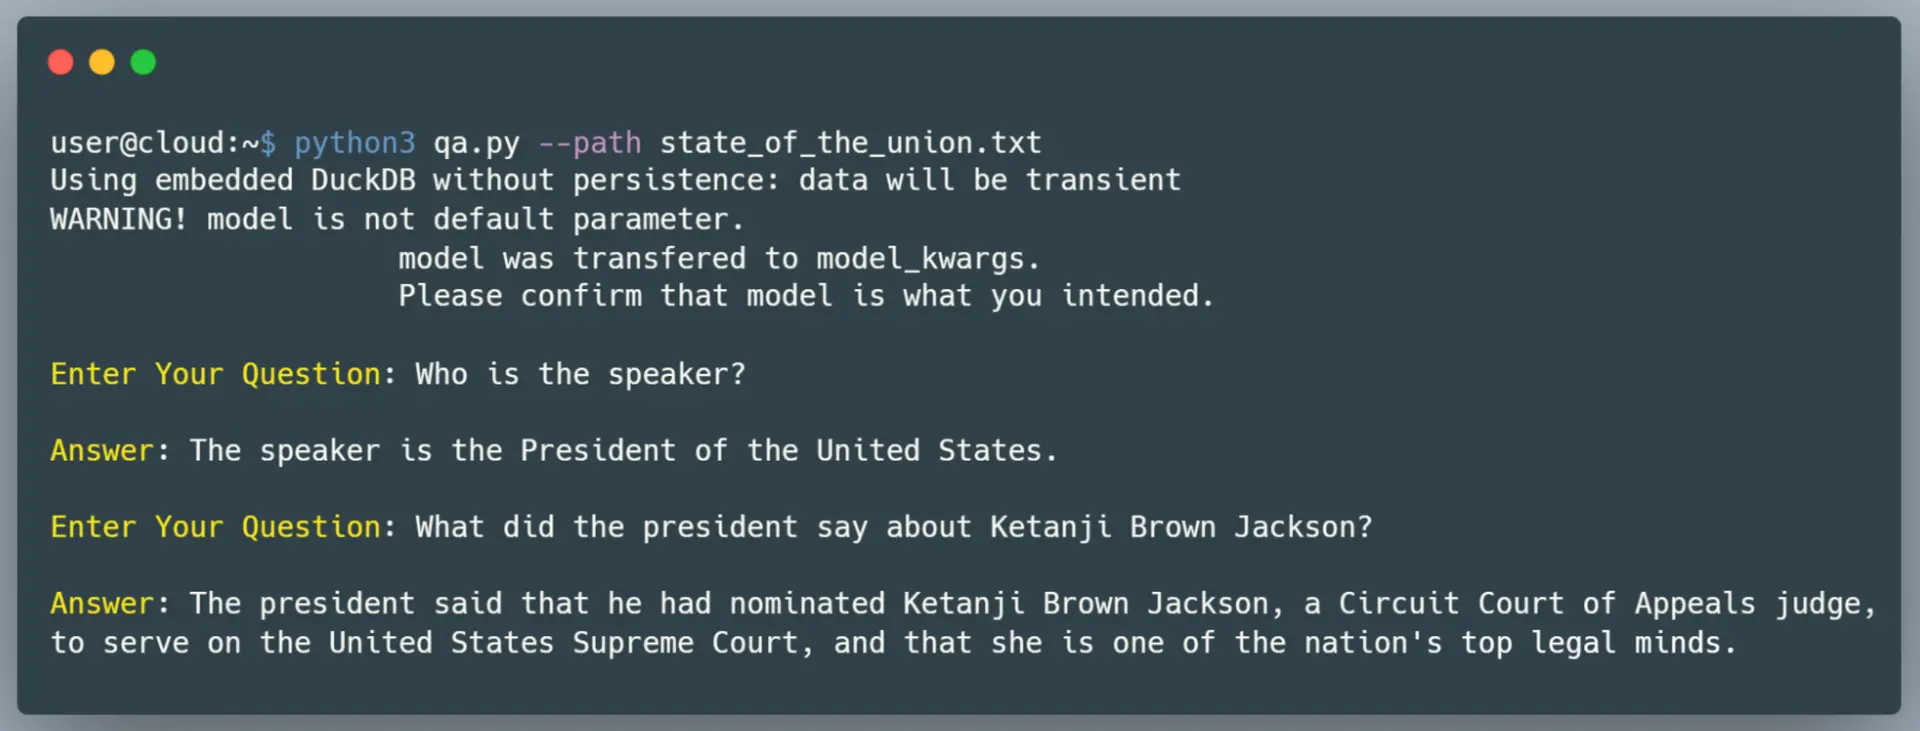 user@cloud:~$ python3 qa.py --path state_of_the_union.txt
Using embedded DuckDB without persistence: data will be transient
WARNING! model is not default parameter.
model was transfered to model_kwargs.
Please confirm that model is what you intended.
Enter Your Question: Who is the speaker?
Answer: The speaker is the President of the United States.
Enter Your Question: What did the president say about Ketanji Brown Jackson?
Answer: The president said that he had nominated Ketanji Brown Jackson, a Circuit Court of Appeals judge,
to serve on the United States Supreme Court, and that she is one of the nation's top legal minds.